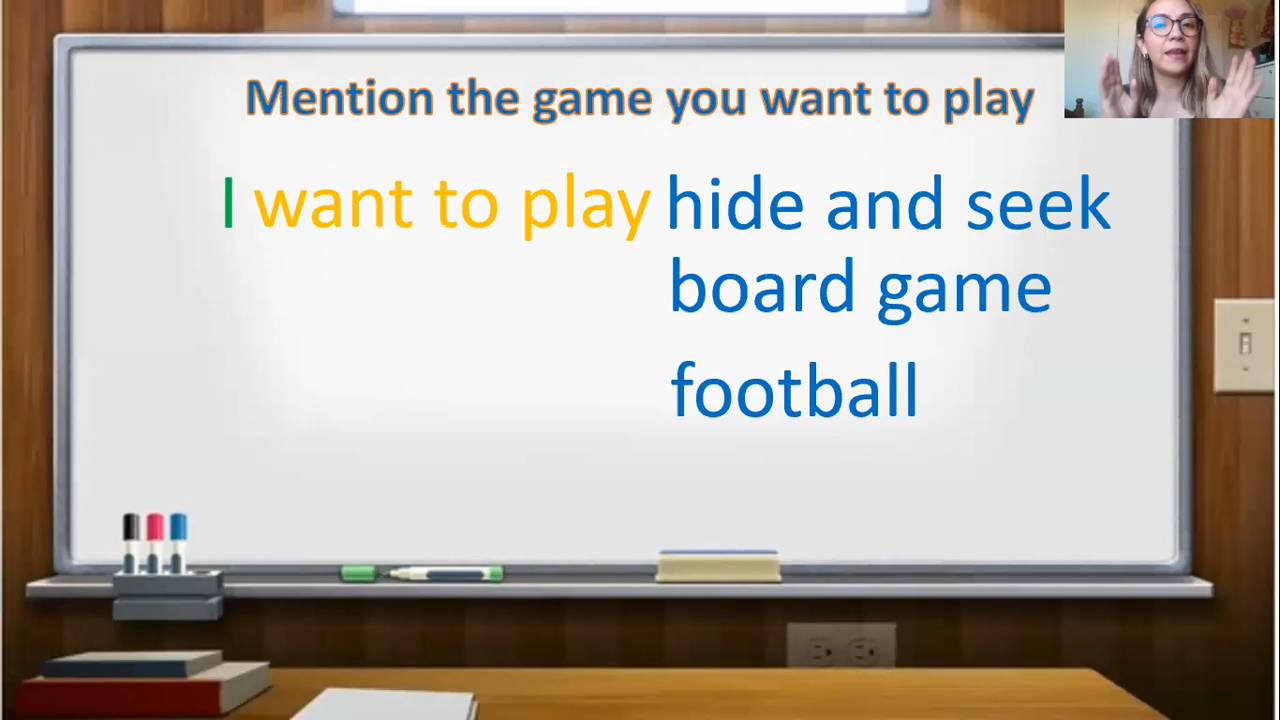 Mention the game you want to play
I want to play hide and seek
board game
football